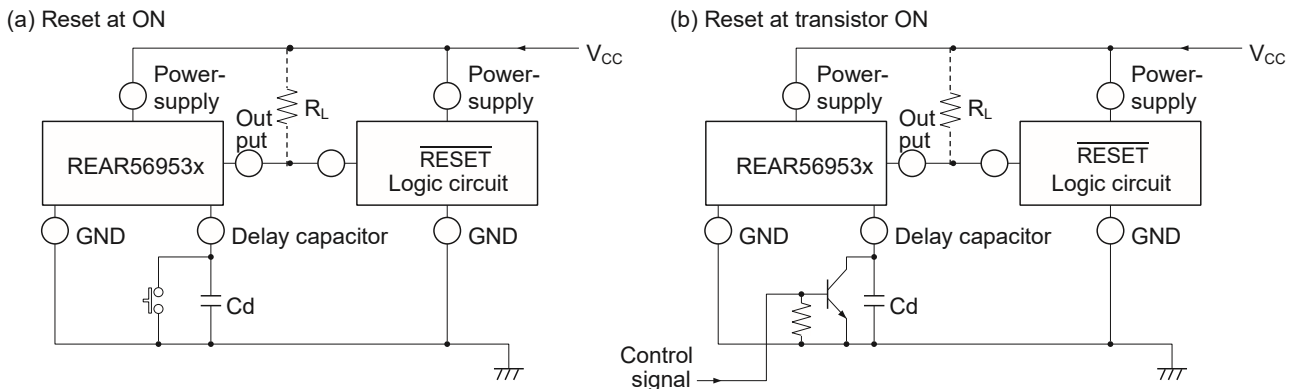 (a) Reset at ON
VCC
Power-
supply
RL
Out
put
REAR56953x
Power-
supply
RESET
Logic circuit
GND
Delay capacitor
GND
Cd
(b) Reset at transistor ON
VCC
Power-
supply
RL
Out
put
REAR56953x
Power-
supply
RESET
Logic circuit
GND
Delay capacitor
GND
Cd
Control
signal